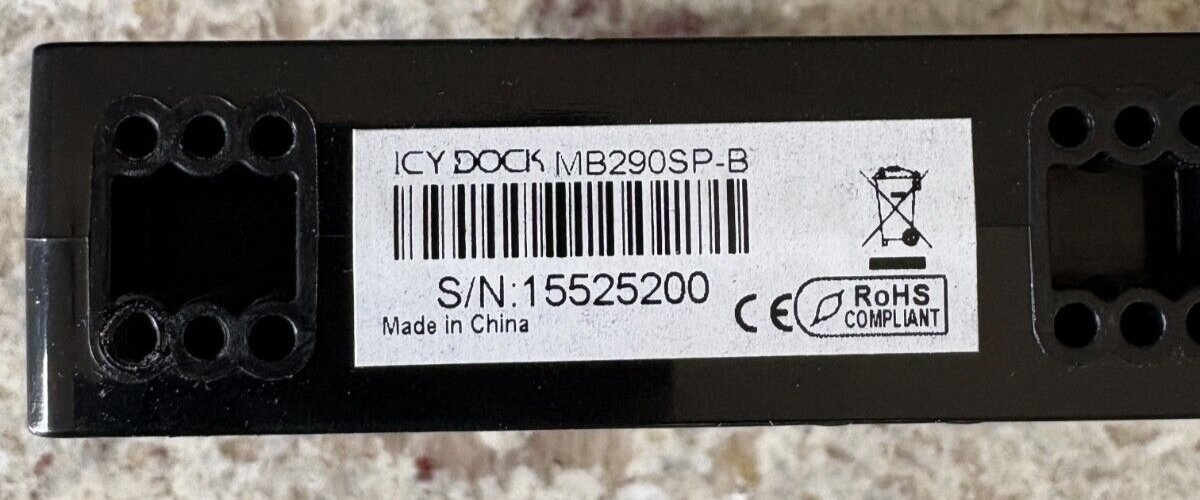 ICY DOCK MB290SP-B
S/N:15525200
Made in China
CE
RoHS
COMPLIANT